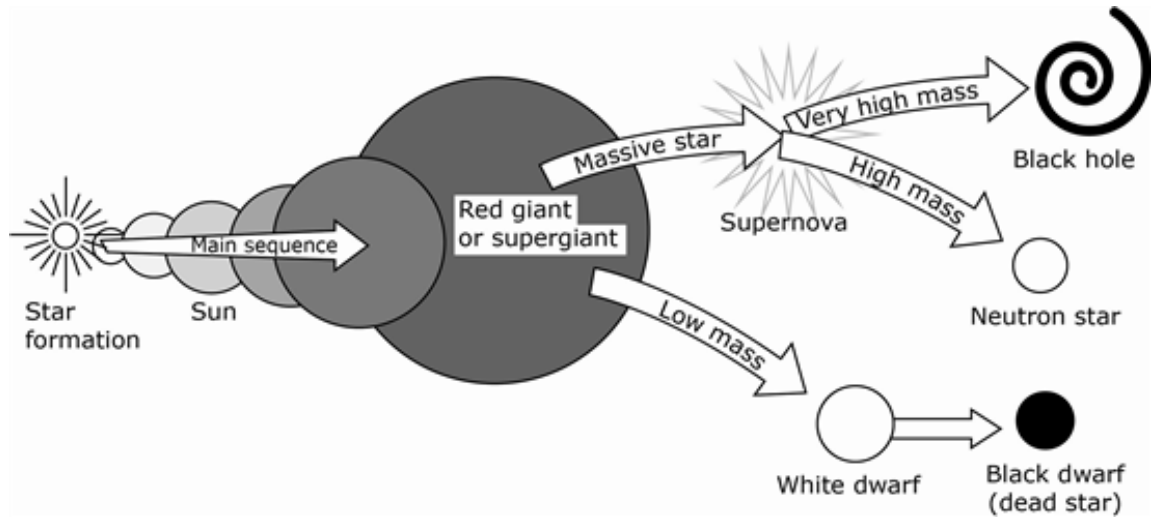 Star
formation
Main sequence
Sun
Red giant
or supergiant
Massive star
Supernova
Very high mass
Black hole
High mass
Neutron star
Low mass
White dwarf
Black dwarf
(dead star)